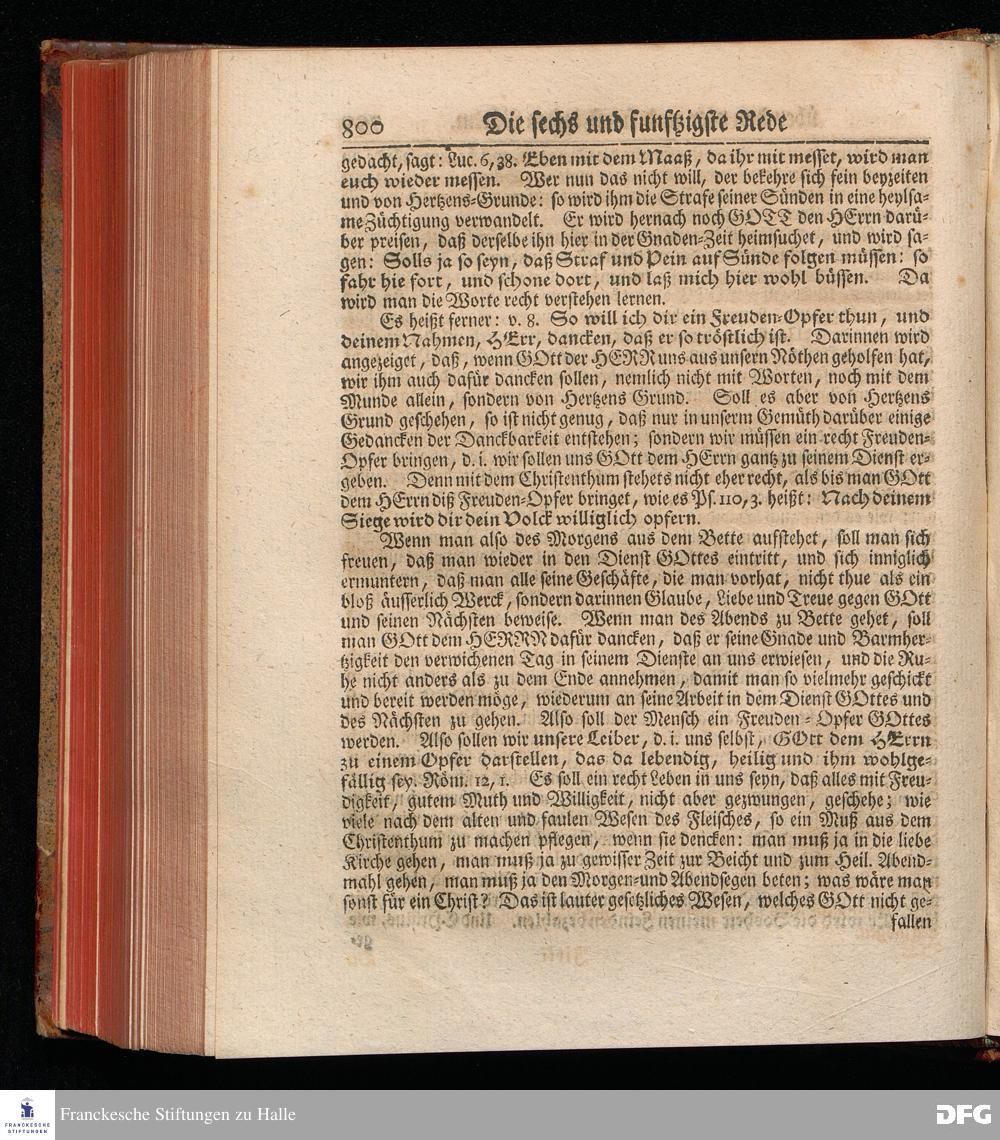 800 Die sechs und funftzigste Rede
gedacht, sagt: Luc. 6, 38. Eben mit dem Maaß, da ihr mit messet, wird man
euch wieder messen. Wer nun das nicht will, der bekehre sich fein beyzeiten
und von Hertzens-Grunde: so wird ihm die Strafe seiner Sünden in eine heylsa-
me Züchtigung verwandelt. Er wird hernach noch GOTT den HErrn darü-
ber preisen, daß derselbe ihn hier in der Gnaden-Zeit heimsuchet, und wird sa-
gen: Solls ja so seyn, daß Straf und Pein auf Sünde folgen müssen: so
fahr hie fort, und schone dort, und laß mich hier wohl büssen. Da
wird man die Worte recht verstehen lernen.
Es heißt ferner: v. 8. So will ich dir ein Freuden-Opfer thun, und
deinem Nahmen, HErr, dancken, daß er so tröstlich ist. Darinnen wird
angezeiget, daß, wenn GOtt der HERR uns aus unsern Nöthen geholfen hat,
wir ihm auch dafür dancken sollen, nemlich nicht mit Worten, noch mit dem
Munde allein, sondern von Hertzens Grund. Soll es aber von Hertzens
Grund geschehen, so ist nicht genug, daß nur in unserm Gemüth darüber einige
Gedancken der Danckbarkeit entstehen; sondern wir müssen ein recht Freuden-
Opfer bringen, d. i. wir sollen uns GOtt dem HErrn gantz zu seinem Dienst er-
geben. Denn mit dem Christenthum stehets nicht eher recht, als bis man GOtt
dem HErrn diß Freuden-Opfer bringet, wie es Ps. 110, 3. heißt: Nach deinem
Siege wird dir dein Volck williglich opfern.
Wenn man also des Morgens aus dem Bette aufstehet, soll man sich
freuen, daß man wieder in den Dienst GOttes eintritt, und sich inniglich
ermuntern, daß man alle seine Geschäfte, die man vorhat, nicht thue als ein
bloß äusserlich Werck, sondern darinnen Glaube, Liebe und Treue gegen GOtt
und seinen Nächsten beweise. Wenn man des Abends zu Bette gehet, soll
man GOtt dem HERRN dafür dancken, daß er seine Gnade und Barmher-
tzigkeit den verwichenen Tag in seinem Dienste an uns erwiesen, und die Ru-
he nicht anders als zu dem Ende annehmen, damit man so vielmehr geschickt
und bereit werden möge, wiederum an seine Arbeit in dem Dienst GOttes und
des Nächsten zu gehen. Also soll der Mensch ein Freuden-Opfer GOttes
werden. Also sollen wir unsere Leiber, d. i. uns selbst, GOtt dem HErrn
zu einem Opfer darstellen, das da lebendig, heilig und ihm wohlge-
fällig sey. Röm. 12, 1. Es soll ein recht Leben in uns seyn, daß alles mit Freu-
digkeit, gutem Muth und Willigkeit, nicht aber gezwungen, geschehe; wie
viele nach dem alten und faulen Wesen des Fleisches, so ein Muß aus dem
Christenthum zu machen pflegen, wenn sie dencken: man muß ja in die liebe
Kirche gehen, man muß ja zu gewisser Zeit zur Beicht und zum Heil. Abend-
mahl gehen, man muß ja den Morgen-und Abendsegen beten; was wäre man
sonst für ein Christ? Das ist lauter gesetzliches Wesen, welches GOtt nicht ge-
fallen
FRANCKESCHE
STIFTUNGEN
Franckesche Stiftungen zu Halle
DFG